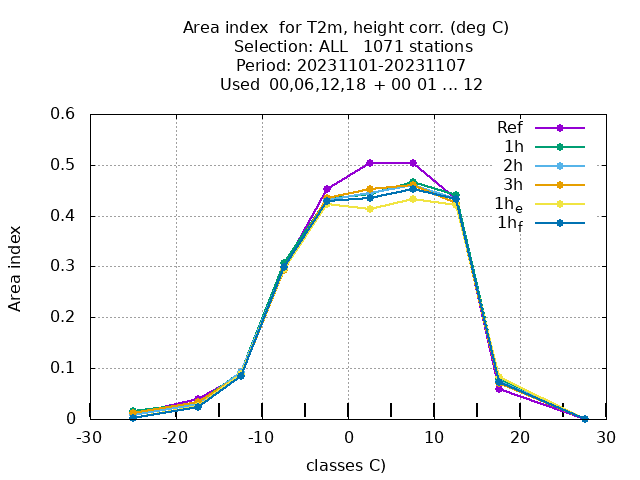 Area index  for T2m, height corr. (deg C)
Selection: ALL   1071 stations
Period: 20231101-20231107
Used  00,06,12,18  + 00 01 ... 12
0.6
0.5
0.4
0.3
0.2
0.1
0
Area index
Ref
1h
2h
3h
1h_e
1h_f
-30 -20 -10 0 10 20 30
classes C)